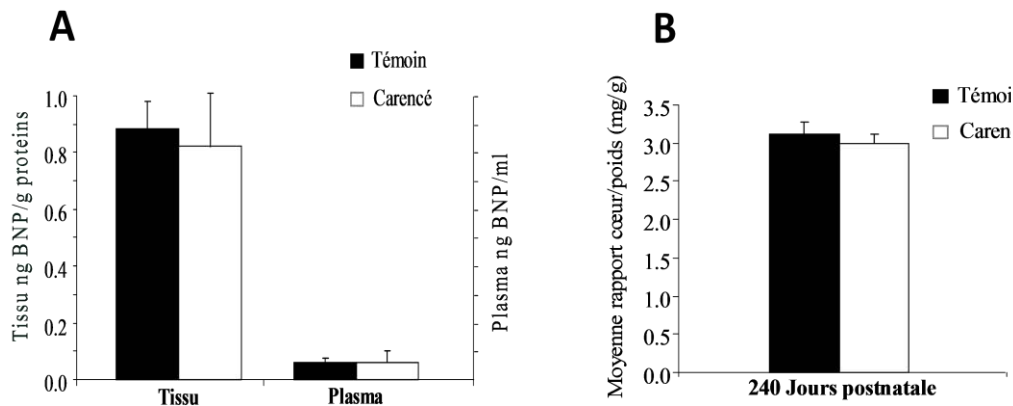 A
Témoin
Carencé
Tissu ng BNP/g proteins
1.0
0.8
0.6
0.4
0.2
0.0
Tissu
Plasma
Plasma ng BNP/ml
B
Témoi
Caren
Moyenne rapport cœur/poids (mg/g)
3.5
3.0
2.5
2.0
1.5
1.0
0.5
0.0
240 Jours postnatale